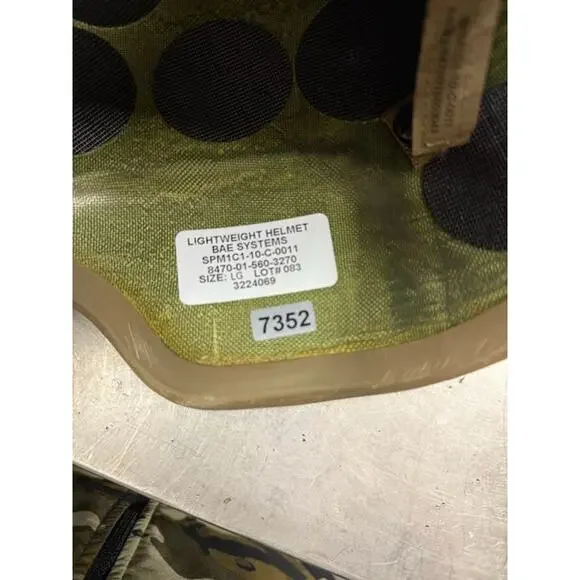 LIGHTWEIGHT HELMET
BAE SYSTEMS
SPM1C1-10-C-0011
8470-01-560-3270
SIZE: LG LOT# 083
3224069
7352